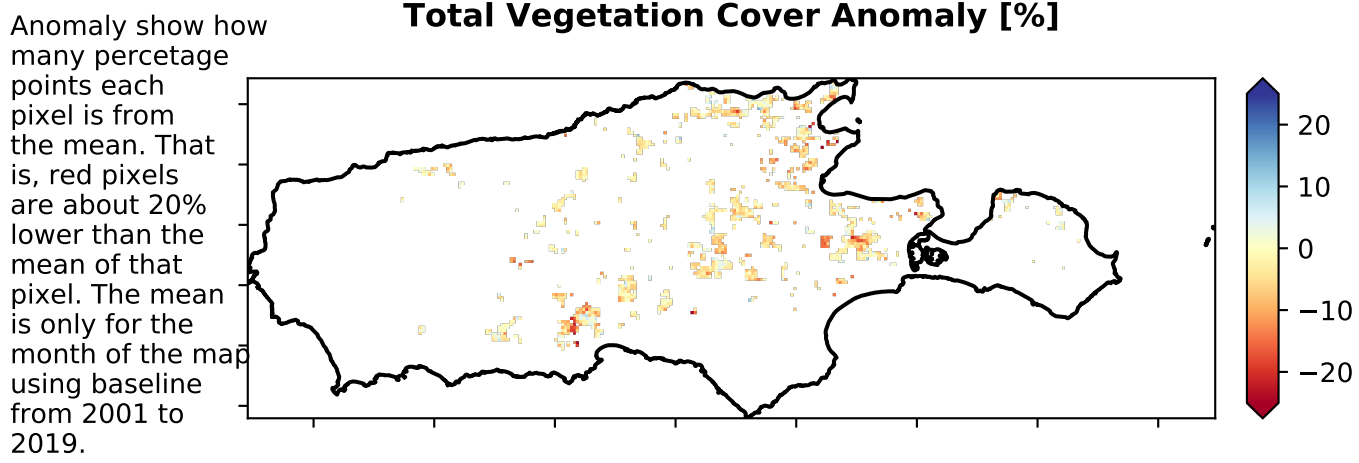 Total Vegetation Cover Anomaly [%]
Anomaly show how
many percetage
points each
pixel is from
the mean. That
is, red pixels
are about 20%
lower than the
mean of that
pixel. The mean
is only for the
month of the map
using baseline
from 2001 to
2019.
20
10
0
−10
−20